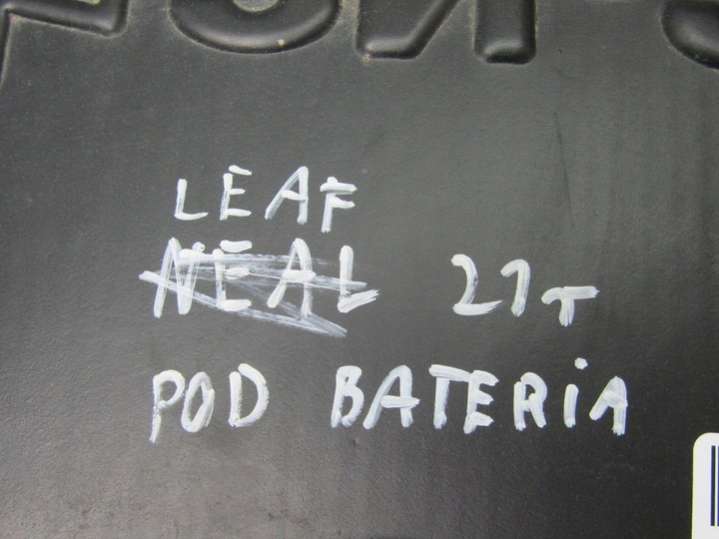 LEAF
NEAL 21T
POD BATERiA